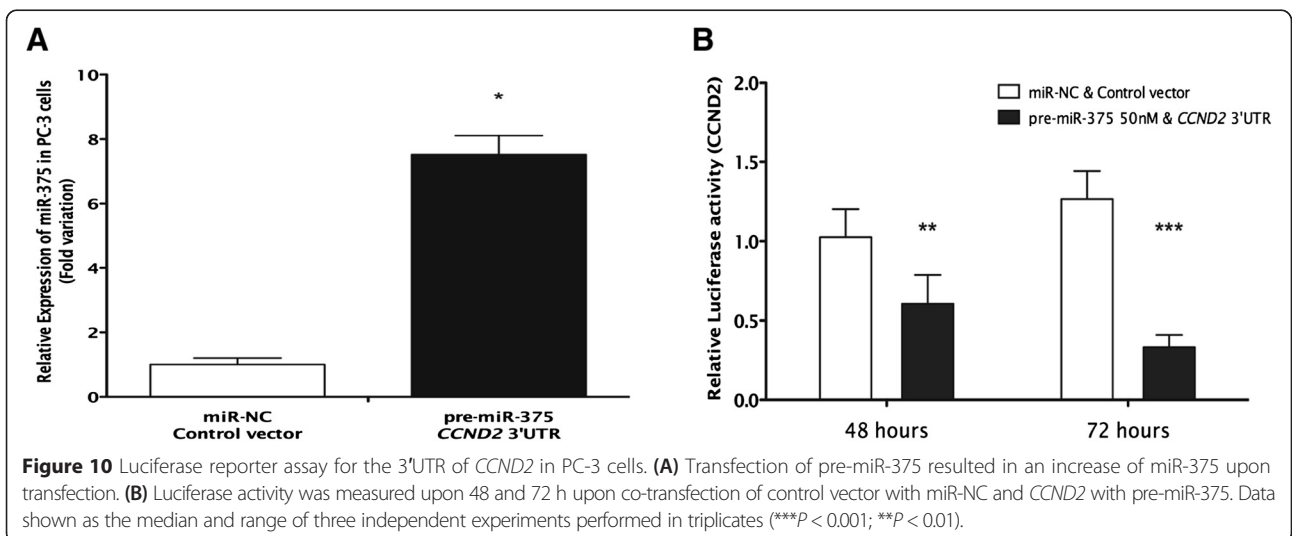 A
Relative Expression of miR-375 in PC-3 cells
(Fold variation)
10
8
6
4
2
0
*
miR-NC
Control vector
pre-miR-375
CCND2 3'UTR
B
Relative Luciferase activity (CCND2)
2.0
1.5
1.0
0.5
0.0
miR-NC & Control vector
pre-miR-375 50nM & CCND2 3'UTR
**
***
48 hours
72 hours
Figure 10 Luciferase reporter assay for the 3'UTR of CCND2 in PC-3 cells. (A) Transfection of pre-miR-375 resulted in an increase of miR-375 upon
transfection. (B) Luciferase activity was measured upon 48 and 72 h upon co-transfection of control vector with miR-NC and CCND2 with pre-miR-375. Data
shown as the median and range of three independent experiments performed in triplicates (***P < 0.001; **P < 0.01).